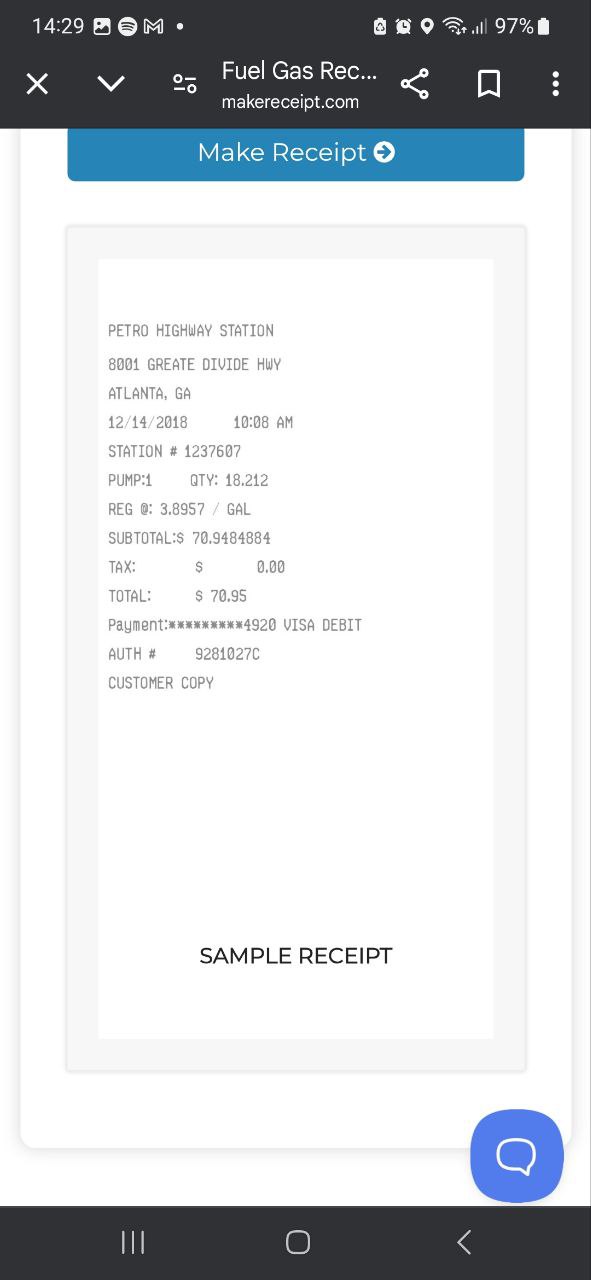 14:29 97%
Fuel Gas Rec...
makereceipt.com
Make Receipt
PETRO HIGHWAY STATION
8001 GREATE DIVIDE HWY
ATLANTA, GA
12/14/2018 10:08 AM
STATION # 1237607
PUMP:1 QTY: 18.212
REG @: 3.8957 / GAL
SUBTOTAL:$ 70.9484884
TAX: $ 0.00
TOTAL: $ 70.95
Payment:*********4920 VISA DEBIT
AUTH # 9281027C
CUSTOMER COPY
SAMPLE RECEIPT